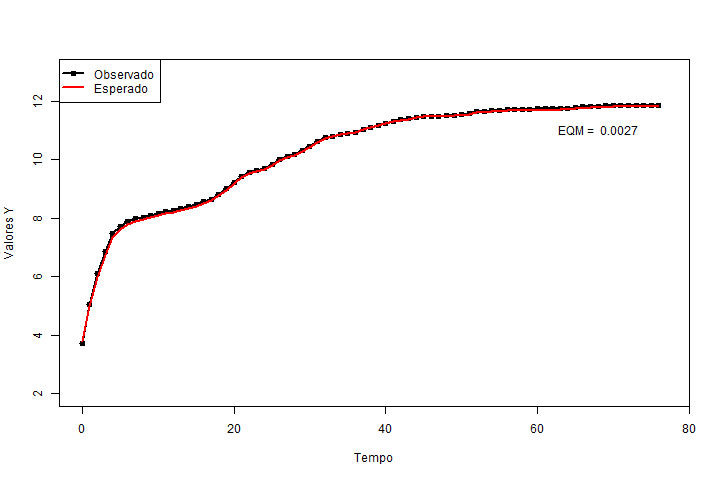 Observado
Esperado
EQM = 0.0027
Valores Y
12
10
8
6
4
2
0 20 40 60 80
Tempo